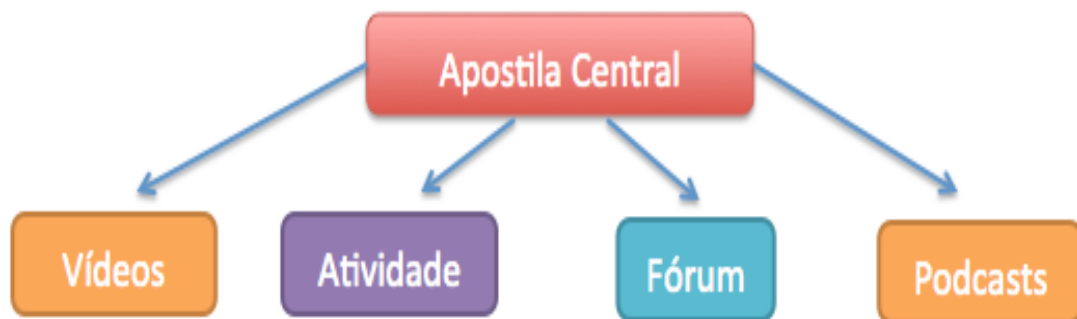 Apostila Central
Vídeos
Atividade
Fórum
Podcasts